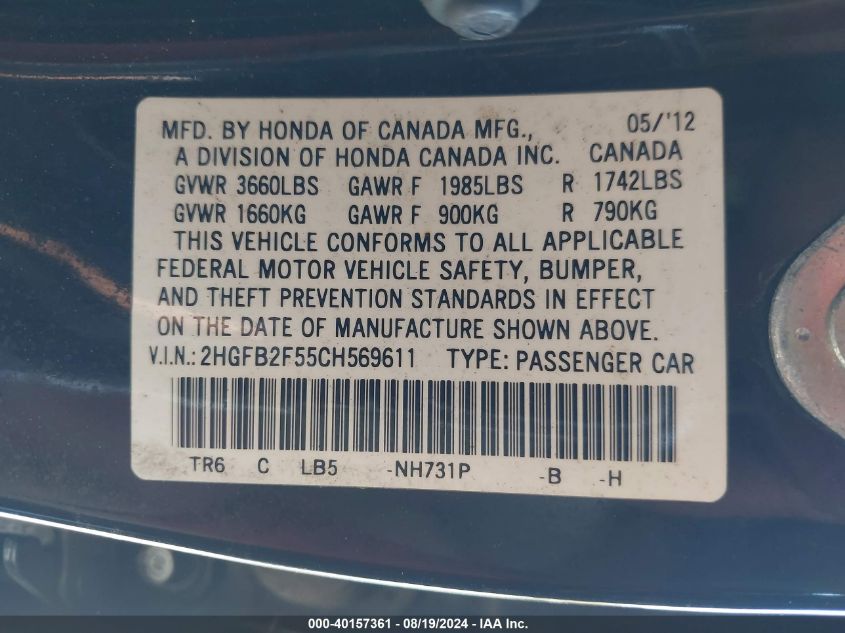 MFD. BY HONDA OF CANADA MFG., 05/'12
A DIVISION OF HONDA CANADA INC. CANADA
GVWR 3660LBS GAWR F 1985LBS R 1742LBS
GVWR 1660KG GAWR F 900KG R 790KG
THIS VEHICLE CONFORMS TO ALL APPLICABLE
FEDERAL MOTOR VEHICLE SAFETY, BUMPER,
AND THEFT PREVENTION STANDARDS IN EFFECT
ON THE DATE OF MANUFACTURE SHOWN ABOVE.
V.I.N.: 2HGFB2F55CH569611 TYPE: PASSENGER CAR
TR6 C LB5 -NH731P -B -H
000-40157361 - 08/19/2024 - IAA Inc.